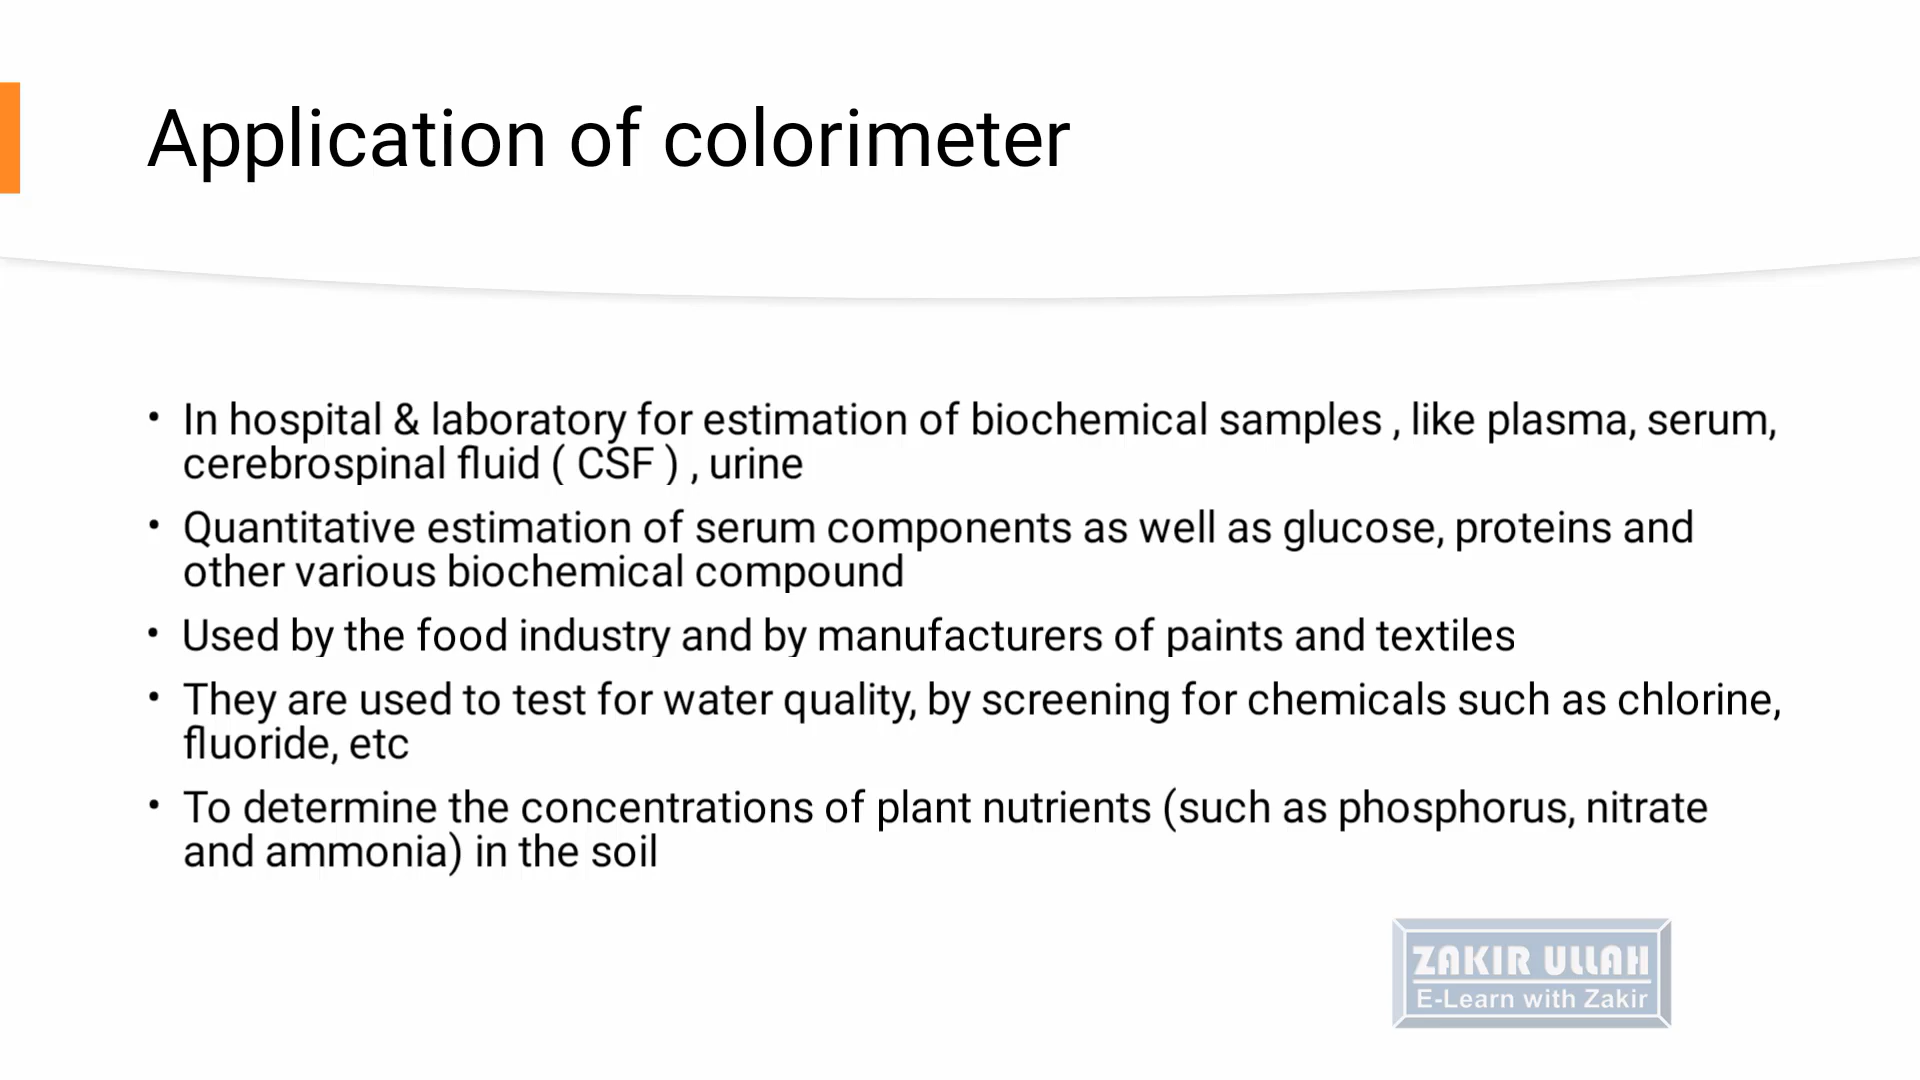 Application of colorimeter
• In hospital & laboratory for estimation of biochemical samples , like plasma, serum,
cerebrospinal fluid ( CSF ) , urine
• Quantitative estimation of serum components as well as glucose, proteins and
other various biochemical compound
• Used by the food industry and by manufacturers of paints and textiles
• They are used to test for water quality, by screening for chemicals such as chlorine,
fluoride, etc
• To determine the concentrations of plant nutrients (such as phosphorus, nitrate
and ammonia) in the soil
ZAKIR ULLAH
E-Learn with Zakir